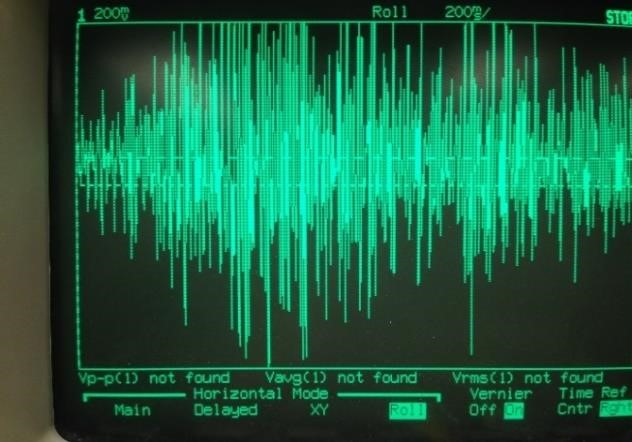 1 200mV Roll 200ms/
Vp-p(1) not found Vavg(1) not found Vrms(1) not found
Horizontal Mode Vernier Time Ref
Main Delayed XY Roll Off On Cntr